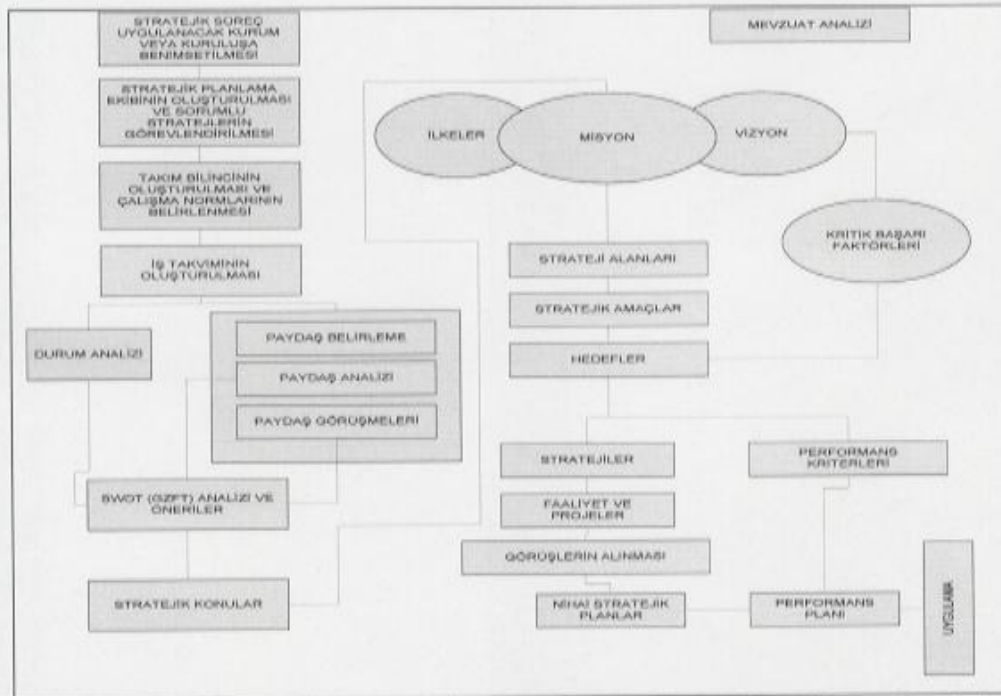 STRATEJİK SÜREÇ
UYGULANACAK KURUM
VEYA KURULUŞA
BENİMSETİLMESİ
STRATEJİK PLANLAMA
EKİBİNİN OLUŞTURULMASI
VE SORUMLU
STRATEJLERİN
GÖREVLENDİRİLMESİ
TAKIM BİLİNCİNİN
OLUŞTURULMASI VE
ÇALIŞMA NORMLARININ
BELİRLENMESİ
İŞ TAKVİMİNİN
OLUŞTURULMASI
DURUM ANALİZİ
PAYDAŞ BELİRLEME
PAYDAŞ ANALİZİ
PAYDAŞ GÖRÜŞMELERİ
SWOT (GZFT) ANALİZİ VE
ÖNERİLER
STRATEJİK KONULAR
MEVZUAT ANALİZİ
İLKELER
MİSYON
VİZYON
KRİTİK BAŞARI
FAKTÖRLERİ
STRATEJİ ALANLARI
STRATEJİK AMAÇLAR
HEDEFLER
STRATEJİLER
PERFORMANS
KRİTERLERİ
FAALİYET VE
PROJELER
GÖRÜŞLERİN ALINMASI
NİHAİ STRATEJİK
PLANLAR
PERFORMANS
PLANI
UYGULAMA